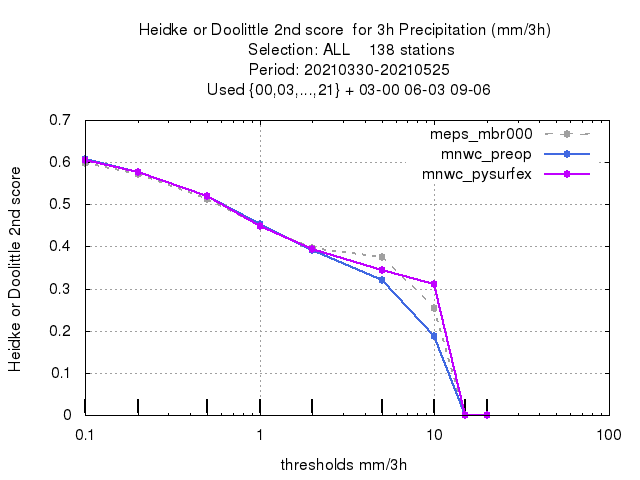 Heidke or Doolittle 2nd score  for 3h Precipitation (mm/3h)
Selection: ALL    138 stations
Period: 20210330-20210525
Used {00,03,...,21} + 03-00 06-03 09-06
meps_mbr000
mnwc_preop
mnwc_pysurfex
Heidke or Doolittle 2nd score
0.7
0.6
0.5
0.4
0.3
0.2
0.1
0
0.1 1 10 100
thresholds mm/3h